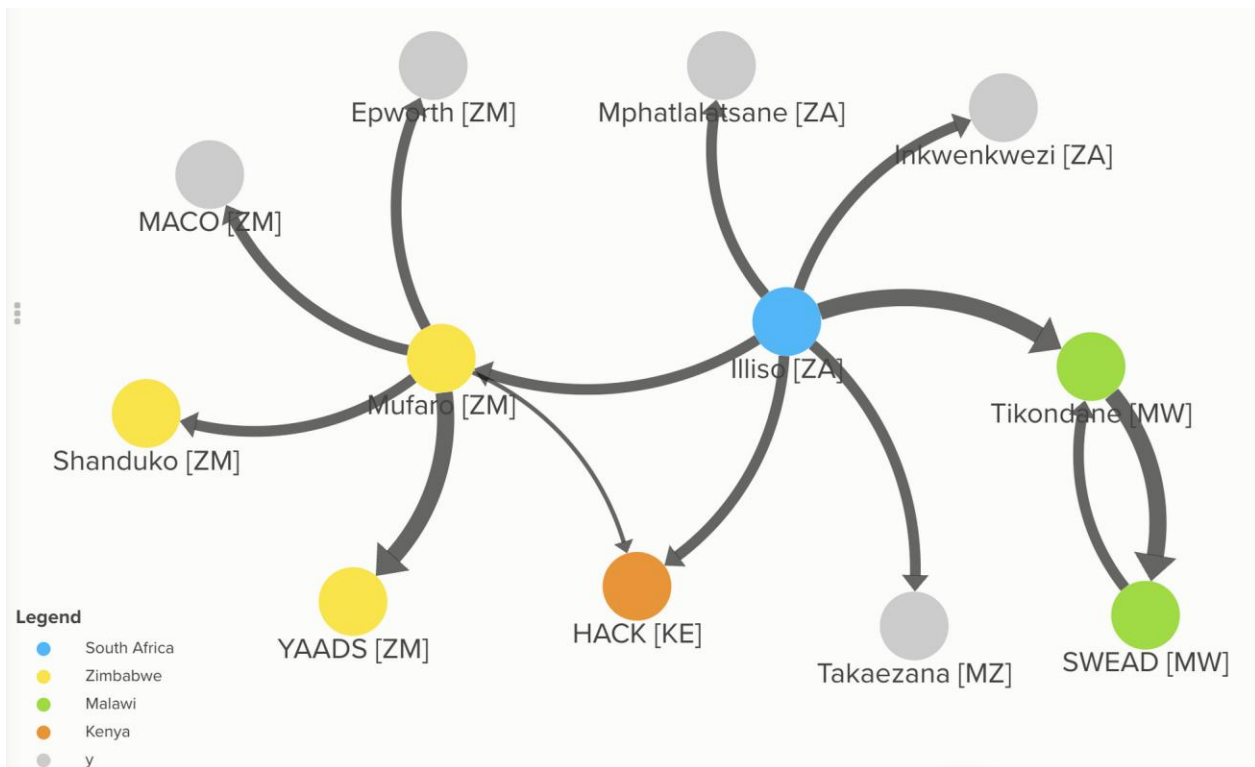 Epworth [ZM]
Mphatlalatsane [ZA]
Inkwenkwezi [ZA]
MACO [ZM]
Illiso [ZA]
Mufaro [ZM]
Tikondane [MW]
Shanduko [ZM]
HACK [KE]
YAADS [ZM]
SWEAD [MW]
Takaezana [MZ]
Legend
South Africa
Zimbabwe
Malawi
Kenya
y